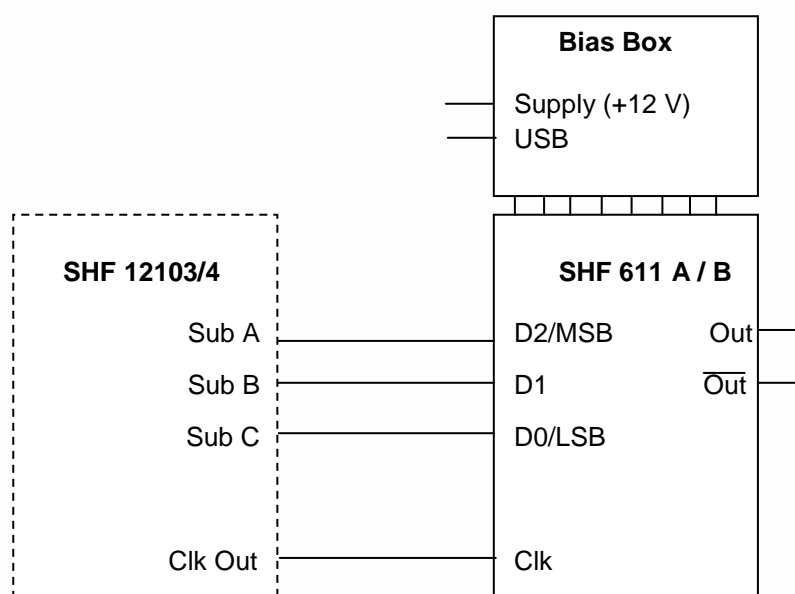 Bias Box
Supply (+12 V)
USB
SHF 12103/4
Sub A
Sub B
Sub C
Clk Out
SHF 611 A / B
D2/MSB
D1
D0/LSB
Clk
Out
Out